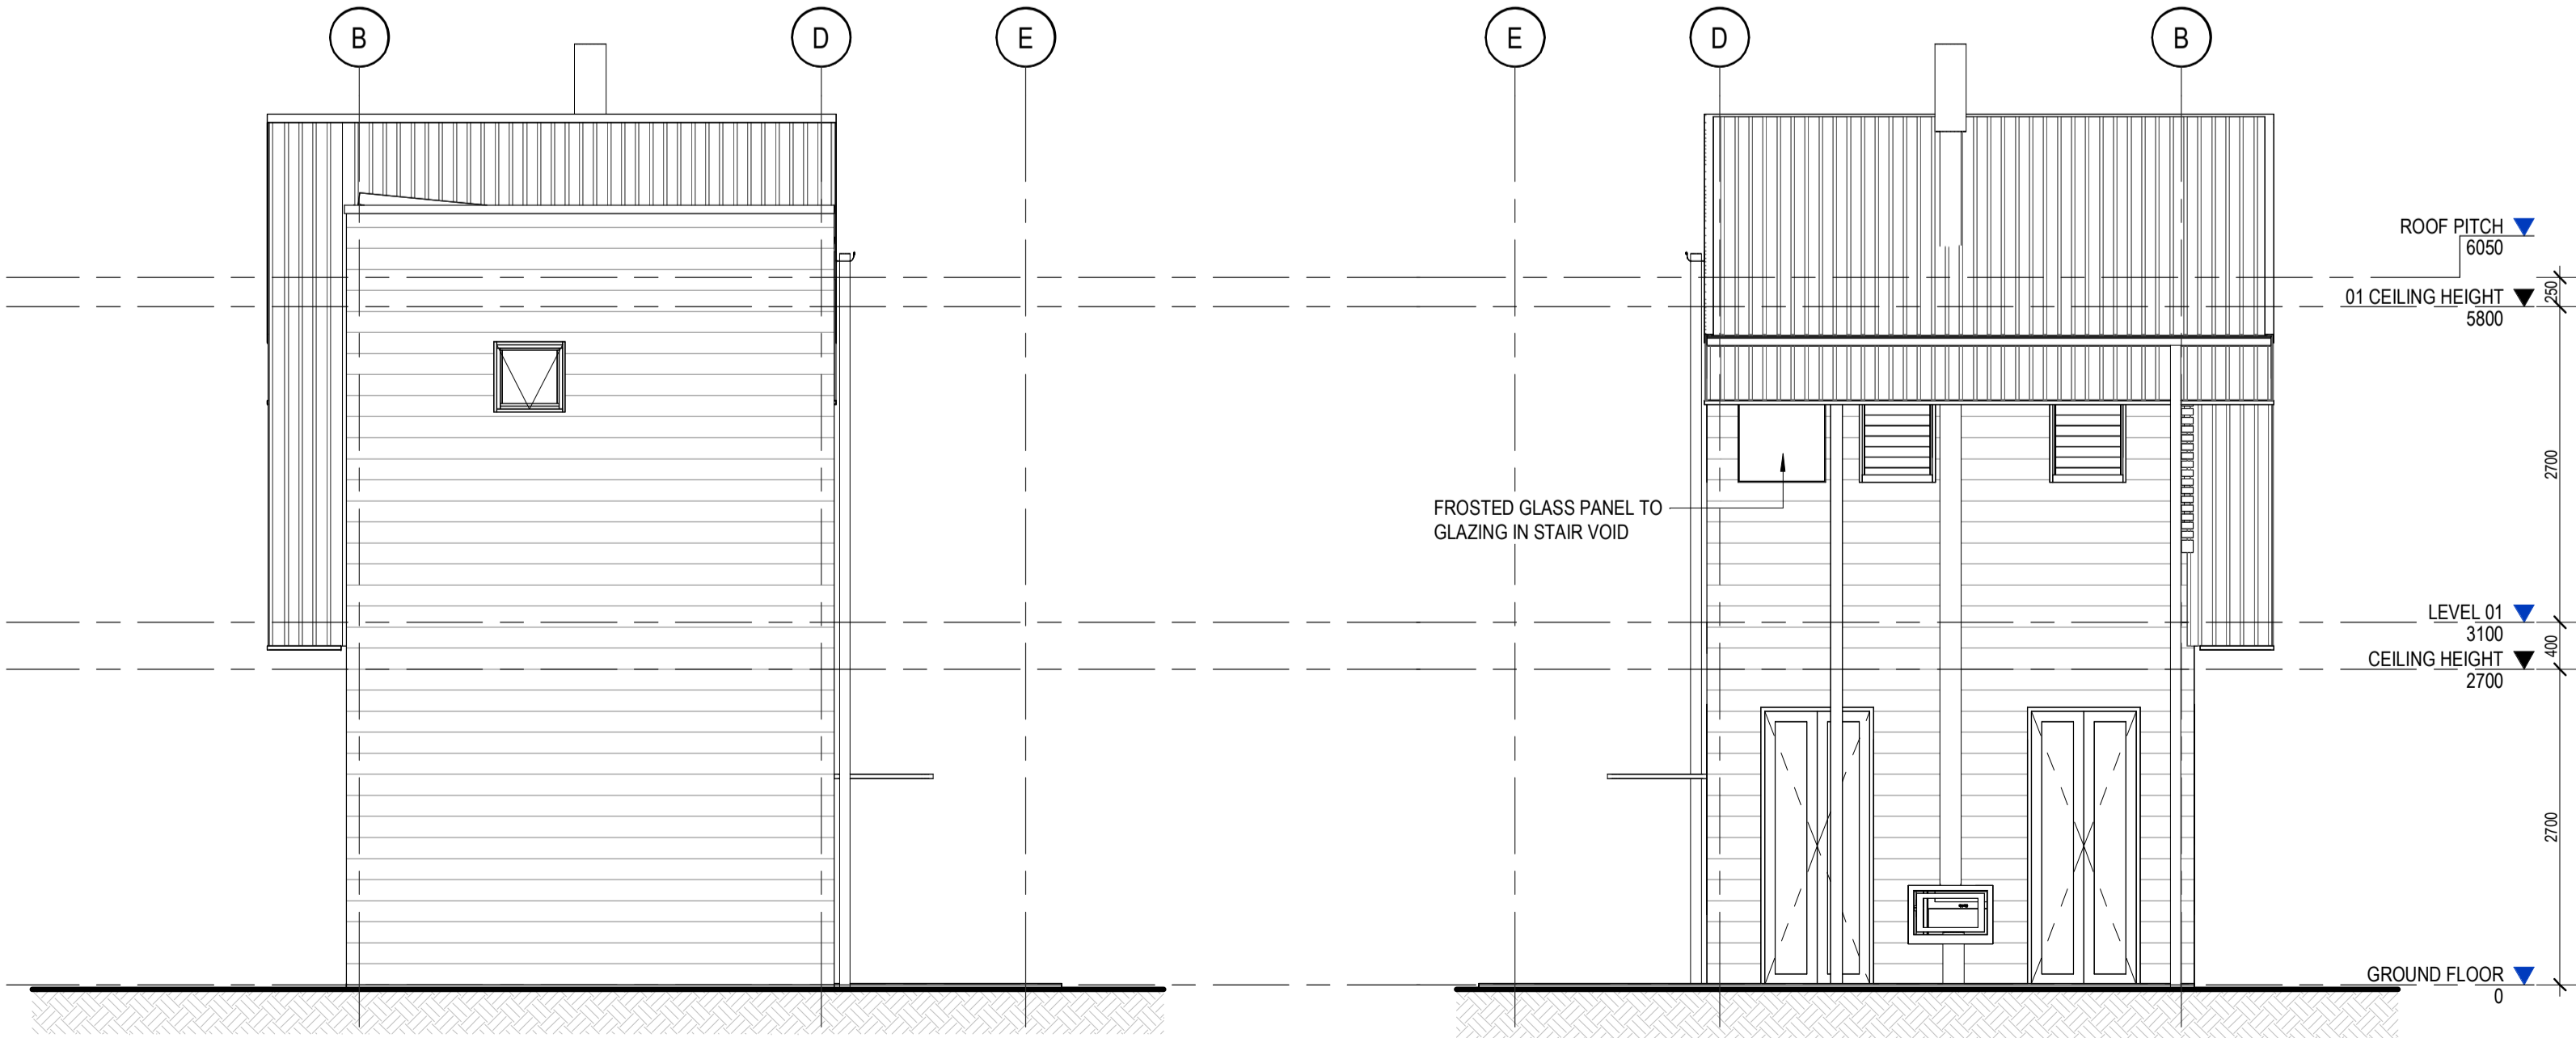 B
D
E
E
D
B
ROOF PITCH
6050
250
01 CEILING HEIGHT
5800
2700
FROSTED GLASS PANEL TO
GLAZING IN STAIR VOID
LEVEL 01
3100
400
CEILING HEIGHT
2700
2700
GROUND FLOOR
0